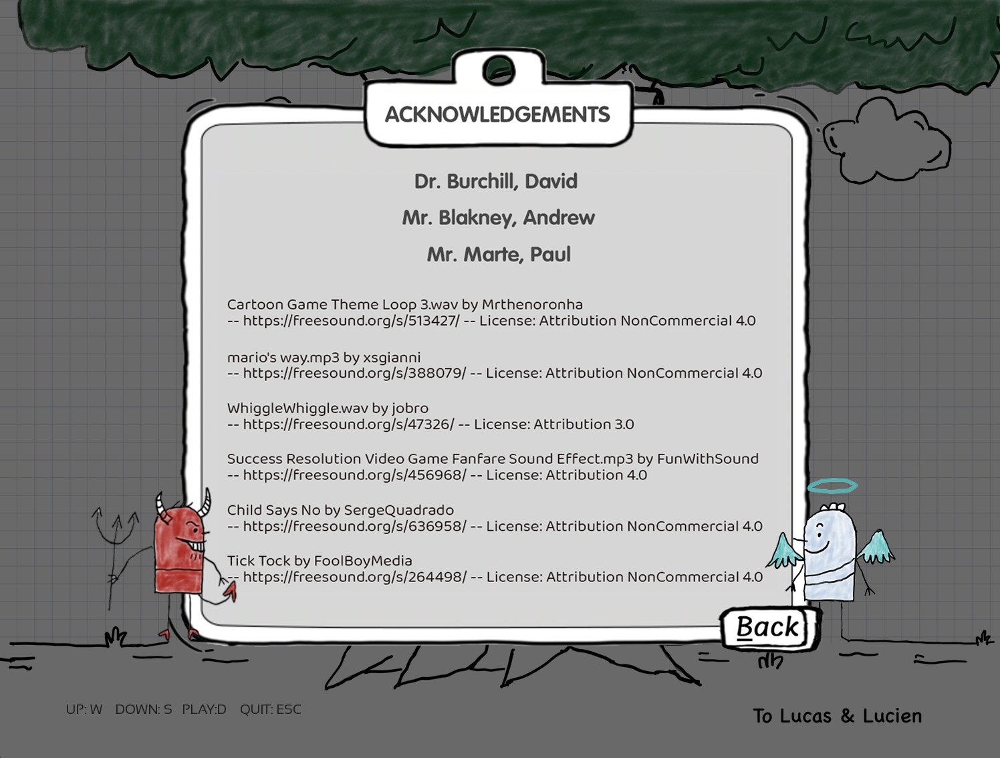 ACKNOWLEDGEMENTS
Dr. Burchill, David
Mr. Blakney, Andrew
Mr. Marte, Paul
Cartoon Game Theme Loop 3.wav by Mrthenoronha
-- https://freesound.org/s/513427/ -- License: Attribution NonCommercial 4.0
mario's way.mp3 by xsgianni
-- https://freesound.org/s/388079/ -- License: Attribution NonCommercial 4.0
WhiggleWhiggle.wav by jobro
-- https://freesound.org/s/47326/ -- License: Attribution 3.0
Success Resolution Video Game Fanfare Sound Effect.mp3 by FunWithSound
-- https://freesound.org/s/456968/ -- License: Attribution 4.0
Child Says No by SergeQuadrado
-- https://freesound.org/s/636958/ -- License: Attribution NonCommercial 4.0
Tick Tock by FoolBoyMedia
-- https://freesound.org/s/264498/ -- License: Attribution NonCommercial 4.0
Back
UP: W DOWN: S PLAY:D QUIT: ESC
To Lucas & Lucien